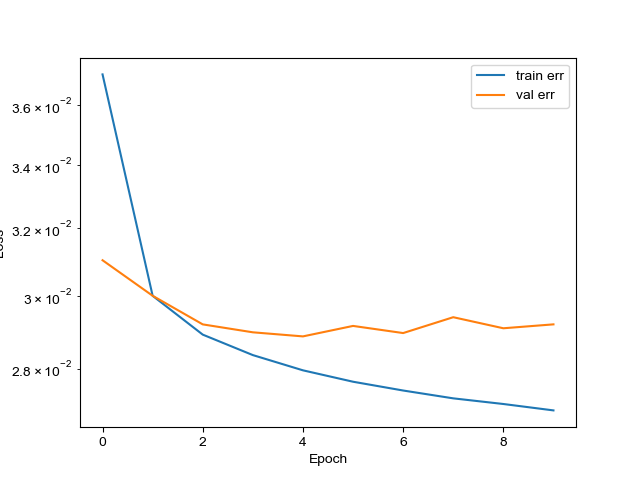 train err
val err
3.6 × 10⁻²
3.4 × 10⁻²
3.2 × 10⁻²
3 × 10⁻²
2.8 × 10⁻²
Loss
0 2 4 6 8
Epoch